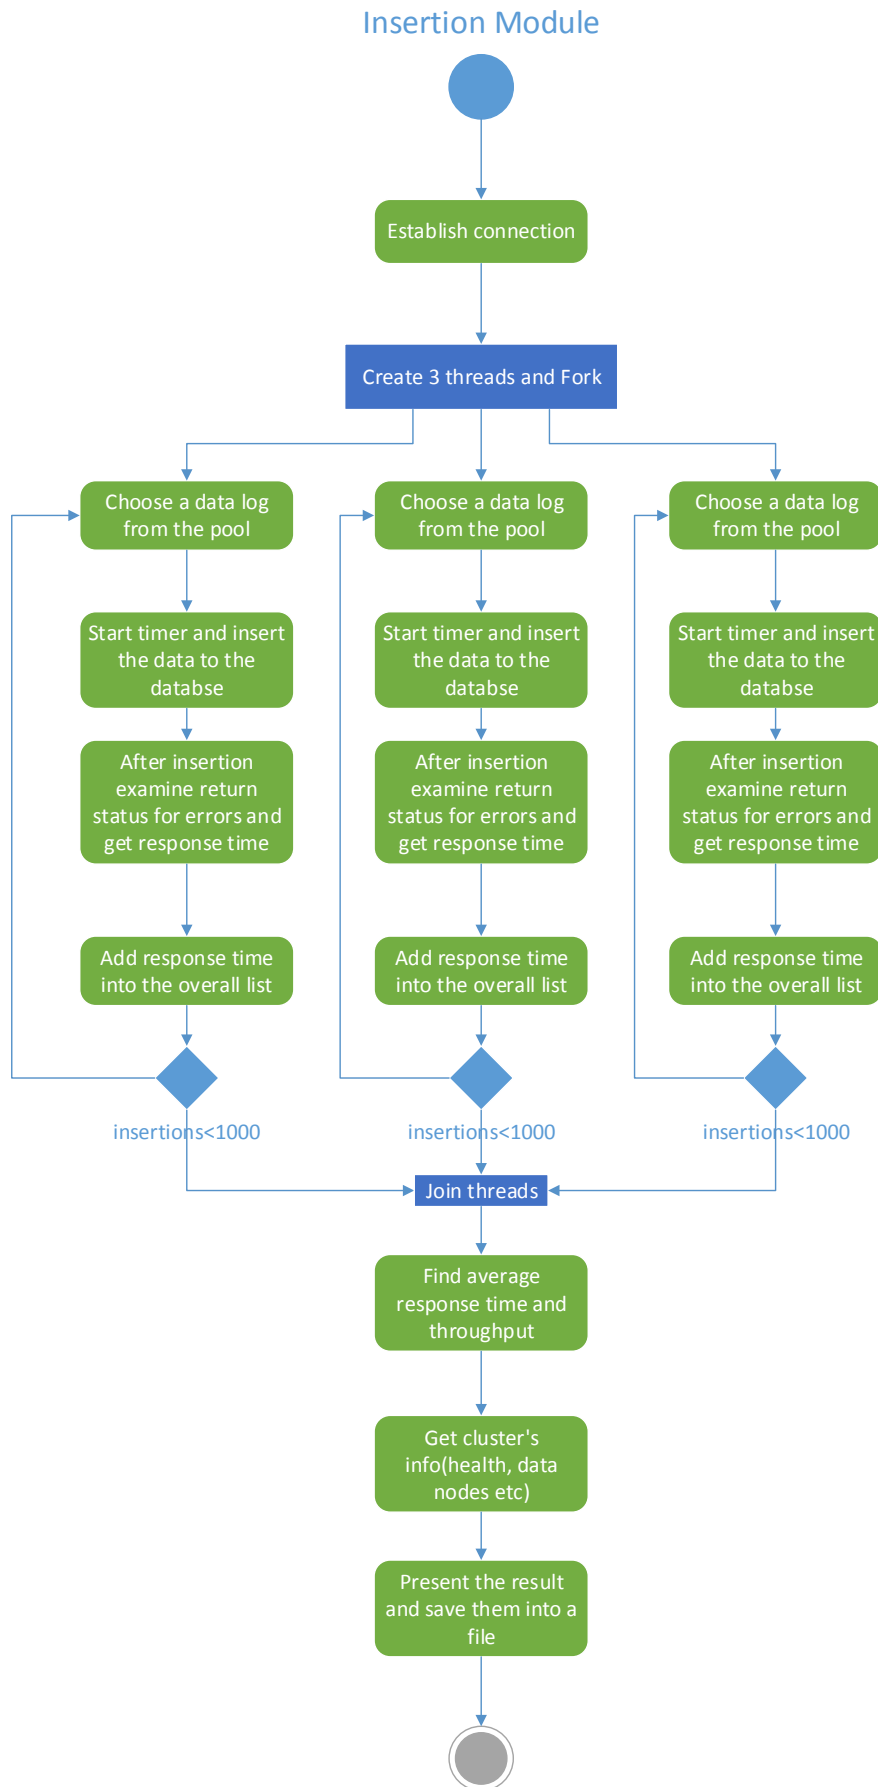 Insertion Module
Establish connection
Create 3 threads and Fork
Choose a data log
from the pool
Choose a data log
from the pool
Choose a data log
from the pool
Start timer and insert
the data to the
databse
Start timer and insert
the data to the
databse
Start timer and insert
the data to the
databse
After insertion
examine return
status for errors and
get response time
After insertion
examine return
status for errors and
get response time
After insertion
examine return
status for errors and
get response time
Add response time
into the overall list
Add response time
into the overall list
Add response time
into the overall list
insertions<1000
insertions<1000
insertions<1000
Join threads
Find average
response time and
throughput
Get cluster's
info(health, data
nodes etc)
Present the result
and save them into a
file